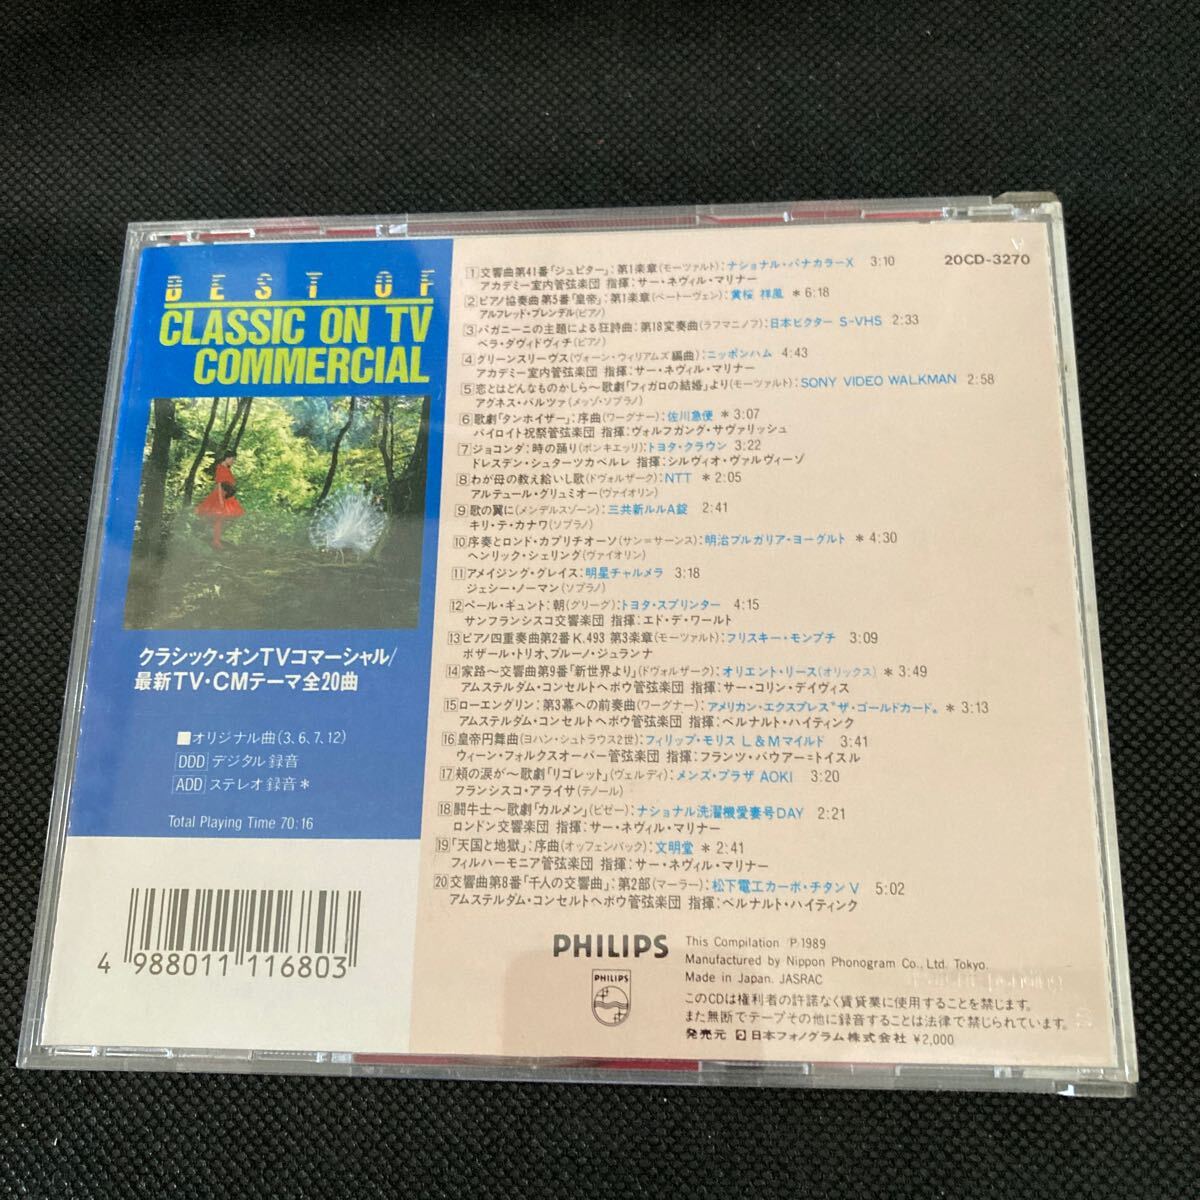 BEST OF
CLASSIC ON TV
COMMERCIAL
クラシック・オンTVコマーシャル/
最新TV・CMテーマ全20曲
■オリジナル曲(3、6、7、12)
DDD デジタル録音
ADD ステレオ録音*
Total Playing Time 70:16
4 988011 116803
20CD-3270
1 交響曲第41番「ジュピター」:第1楽章(モーツァルト):ナショナル・パナカラーX 3:10
アカデミー室内管弦楽団 指揮:サー・ネヴィル・マリナー
2 ピアノ協奏曲第5番「皇帝」:第1楽章(ベートーヴェン):黄桜 祥風 *6:18
アルフレッド・ブレンデル(ピアノ)
3 パガニーニの主題による狂詩曲:第18変奏曲(ラフマニノフ):日本ビクター S-VHS 2:33
ベラ・ダヴィドヴィチ(ピアノ)
4 グリーンスリーヴス(ヴォーン・ウィリアムズ編曲):ニッポンハム 4:43
アカデミー室内管弦楽団 指揮:サー・ネヴィル・マリナー
5 恋とはどんなものかしら〜歌劇「フィガロの結婚」より(モーツァルト):SONY VIDEO WALKMAN 2:58
アグネス・バルツァ(メッゾ・ソプラノ)
6 歌劇「タンホイザー」:序曲(ワーグナー):佐川急便 *3:07
バイロイト祝祭管弦楽団 指揮:ヴォルフガング・サヴァリッシュ
7 ジョコンダ:時の踊り(ポンキエッリ):トヨタ・クラウン 3:22
ドレスデン・シュターツカペルレ 指揮:シルヴィオ・ヴァルヴィーゾ
8 わが母の教え給いし歌(ドヴォルザーク):NTT *2:05
アルテュール・グリュミオー(ヴァイオリン)
9 歌の翼に(メンデルスゾーン):三共新ルルA錠 2:41
キリ・テ・カナワ(ソプラノ)
10 序奏とロンド・カプリチオーソ(サン=サーンス):明治ブルガリア・ヨーグルト *4:30
ヘンリック・シェリング(ヴァイオリン)
11 アメイジング・グレイス:明星チャルメラ 3:18
ジェシー・ノーマン(ソプラノ)
12 ペール・ギュント:朝(グリーグ):トヨタ・スプリンター 4:15
サンフランシスコ交響楽団 指揮:エド・デ・ワールト
13 ピアノ四重奏曲第2番K.493 第3楽章(モーツァルト):フリスキー・モンプチ 3:09
ボザール・トリオ、ブルーノ・ジュランナ
14 家路〜交響曲第9番「新世界より」(ドヴォルザーク):オリエント・リース(オリックス) *3:49
アムステルダム・コンセルトヘボウ管弦楽団 指揮:サー・コリン・デイヴィス
15 ローエングリン:第3幕への前奏曲(ワーグナー):アメリカン・エクスプレス"ザ・ゴールドカード。 *3:13
アムステルダム・コンセルトヘボウ管弦楽団 指揮:ベルナルト・ハイティンク
16 皇帝円舞曲(ヨハン・シュトラウス2世):フィリップ・モリス L&Mマイルド 3:41
ウィーン・フォルクスオーパー管弦楽団 指揮:フランツ・バウアー=トイスル
17 頬の涙が〜歌劇「リゴレット」(ヴェルディ):メンズ・プラザ AOKI 3:20
フランシスコ・アライサ(テノール)
18 闘牛士〜歌劇「カルメン」(ビゼー):ナショナル洗濯機愛妻号DAY 2:21
ロンドン交響楽団 指揮:サー・ネヴィル・マリナー
19 「天国と地獄」:序曲(オッフェンバック):文明堂 *2:41
フィルハーモニア管弦楽団 指揮:サー・ネヴィル・マリナー
20 交響曲第8番「千人の交響曲」:第2部(マーラー):松下電工カーボ・チタン V 5:02
アムステルダム・コンセルトヘボウ管弦楽団 指揮:ベルナルト・ハイティンク
PHILIPS
PHILIPS
This Compilation P 1989
Manufactured by Nippon Phonogram Co., Ltd. Tokyo.
Made in Japan. JASRAC
このCDは権利者の許諾なく賃貸業に使用することを禁じます。
また無断でテープその他に録音することは法律で禁じられています。
発売元 日本フォノグラム株式会社 ¥2,000